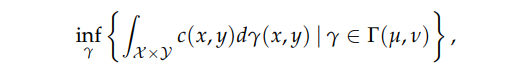 inf_γ { ∫_{𝒳×𝒴} c(x, y)dγ(x, y) | γ ∈ Γ(μ, ν) } ,